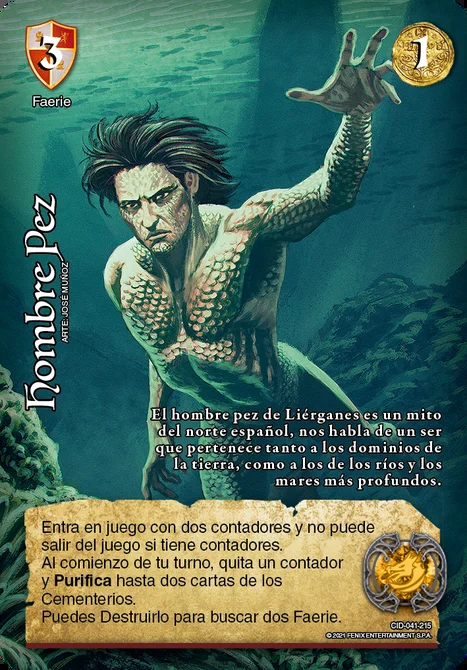 3
1
Faerie
Hombre Pez
ARTE: JOSÉ MUÑOZ
El hombre pez de Liérganes es un mito
del norte español, nos habla de un ser
que pertenece tanto a los dominios de
la tierra, como a los de los ríos y los
mares más profundos.
Entra en juego con dos contadores y no puede
salir del juego si tiene contadores.
Al comienzo de tu turno, quita un contador
y Purifica hasta dos cartas de los
Cementerios.
Puedes Destruirlo para buscar dos Faerie.
CID-041-215
© 2021 FENIX ENTERTAINMENT S.P.A.